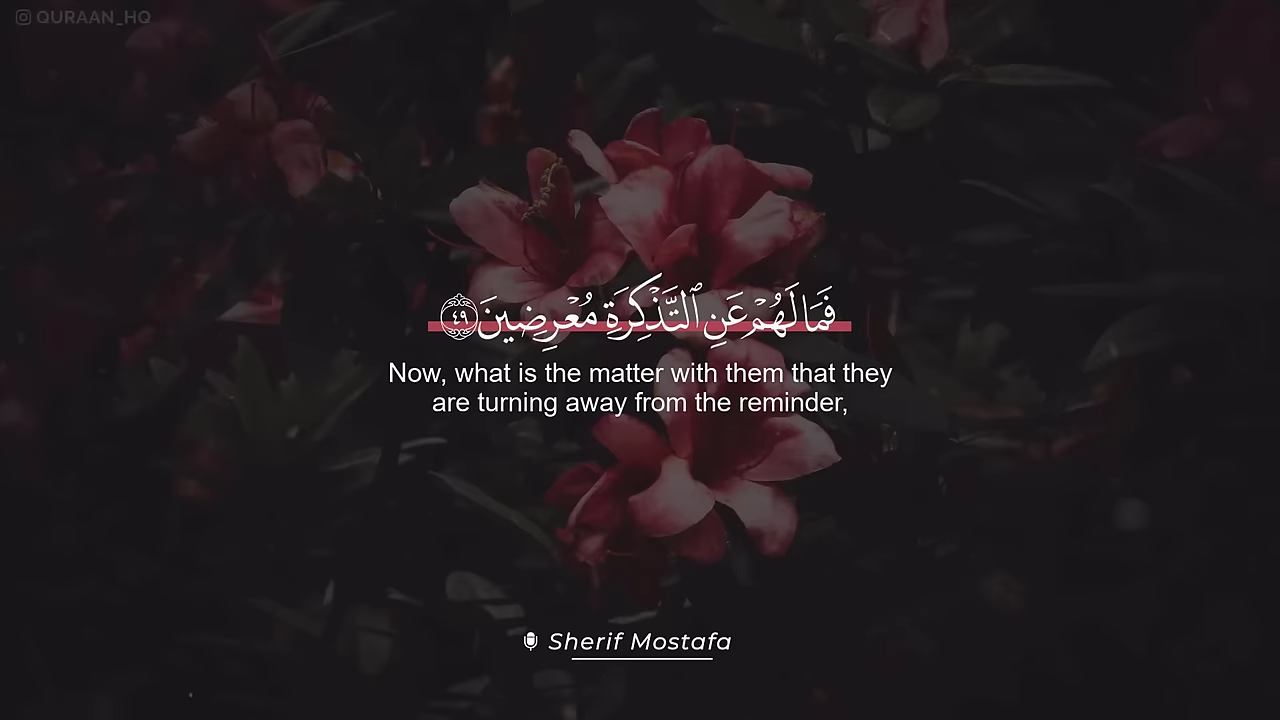 QURAAN_HQ
فَمَا لَهُمْ عَنِ ٱلتَّذْكِرَةِ مُعْرِضِينَ ٤٩
Now, what is the matter with them that they
are turning away from the reminder,
Sherif Mostafa